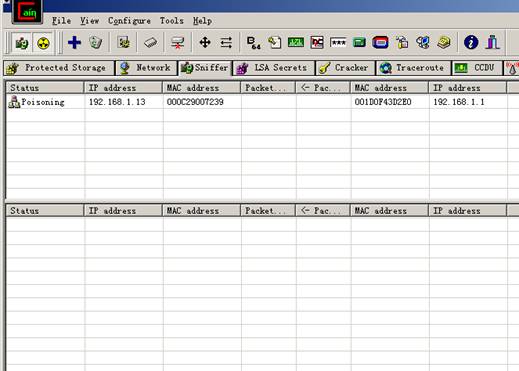 Cain
File View Configure Tools Help
B 64
Protected Storage Network Sniffer LSA Secrets Cracker Traceroute CCDU
Status IP address MAC address Packet... <- Pac... MAC address IP address
Poisoning 192.168.1.13 000C29007239 001D0F43D2E0 192.168.1.1
Status IP address MAC address Packet... <- Pac... MAC address IP address